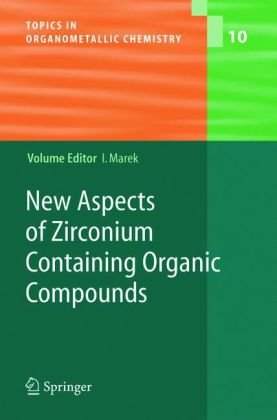 TOPICS IN
ORGANOMETALLIC CHEMISTRY
10
Volume Editor I. Marek
New Aspects
of Zirconium
Containing Organic
Compounds
Springer